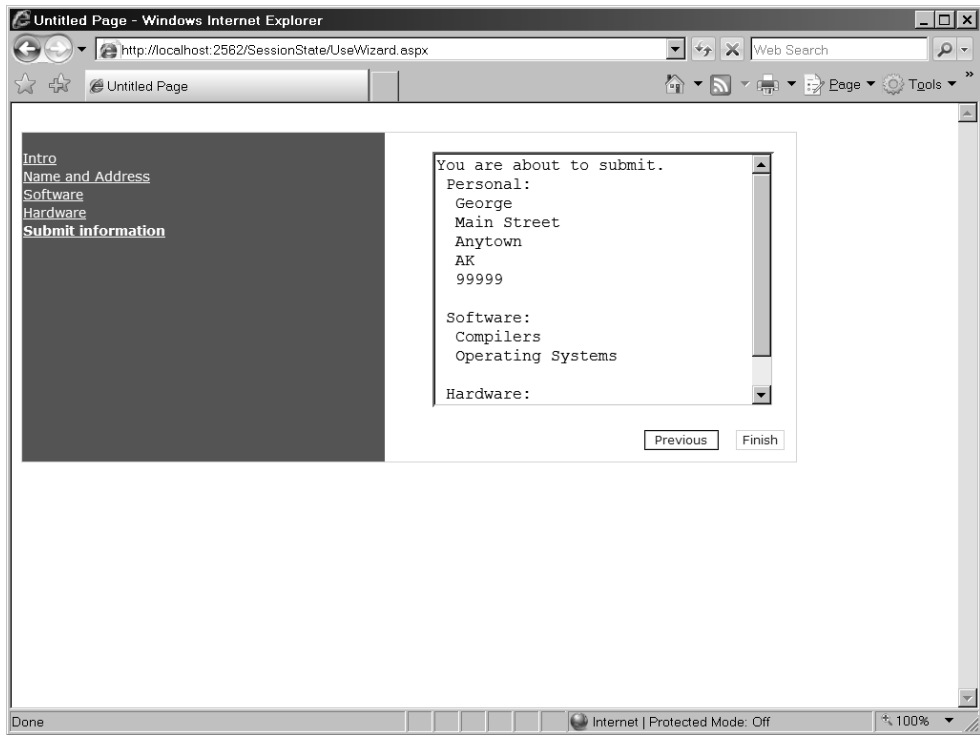 Untitled Page - Windows Internet Explorer
http://localhost:2562/SessionState/UseWizard.aspx
Web Search
Untitled Page
Page
Tools
Intro
Name and Address
Software
Hardware
Submit information
You are about to submit.
Personal:
George
Main Street
Anytown
AK
99999
Software:
Compilers
Operating Systems
Hardware:
Previous Finish
Done
Internet | Protected Mode: Off
100%